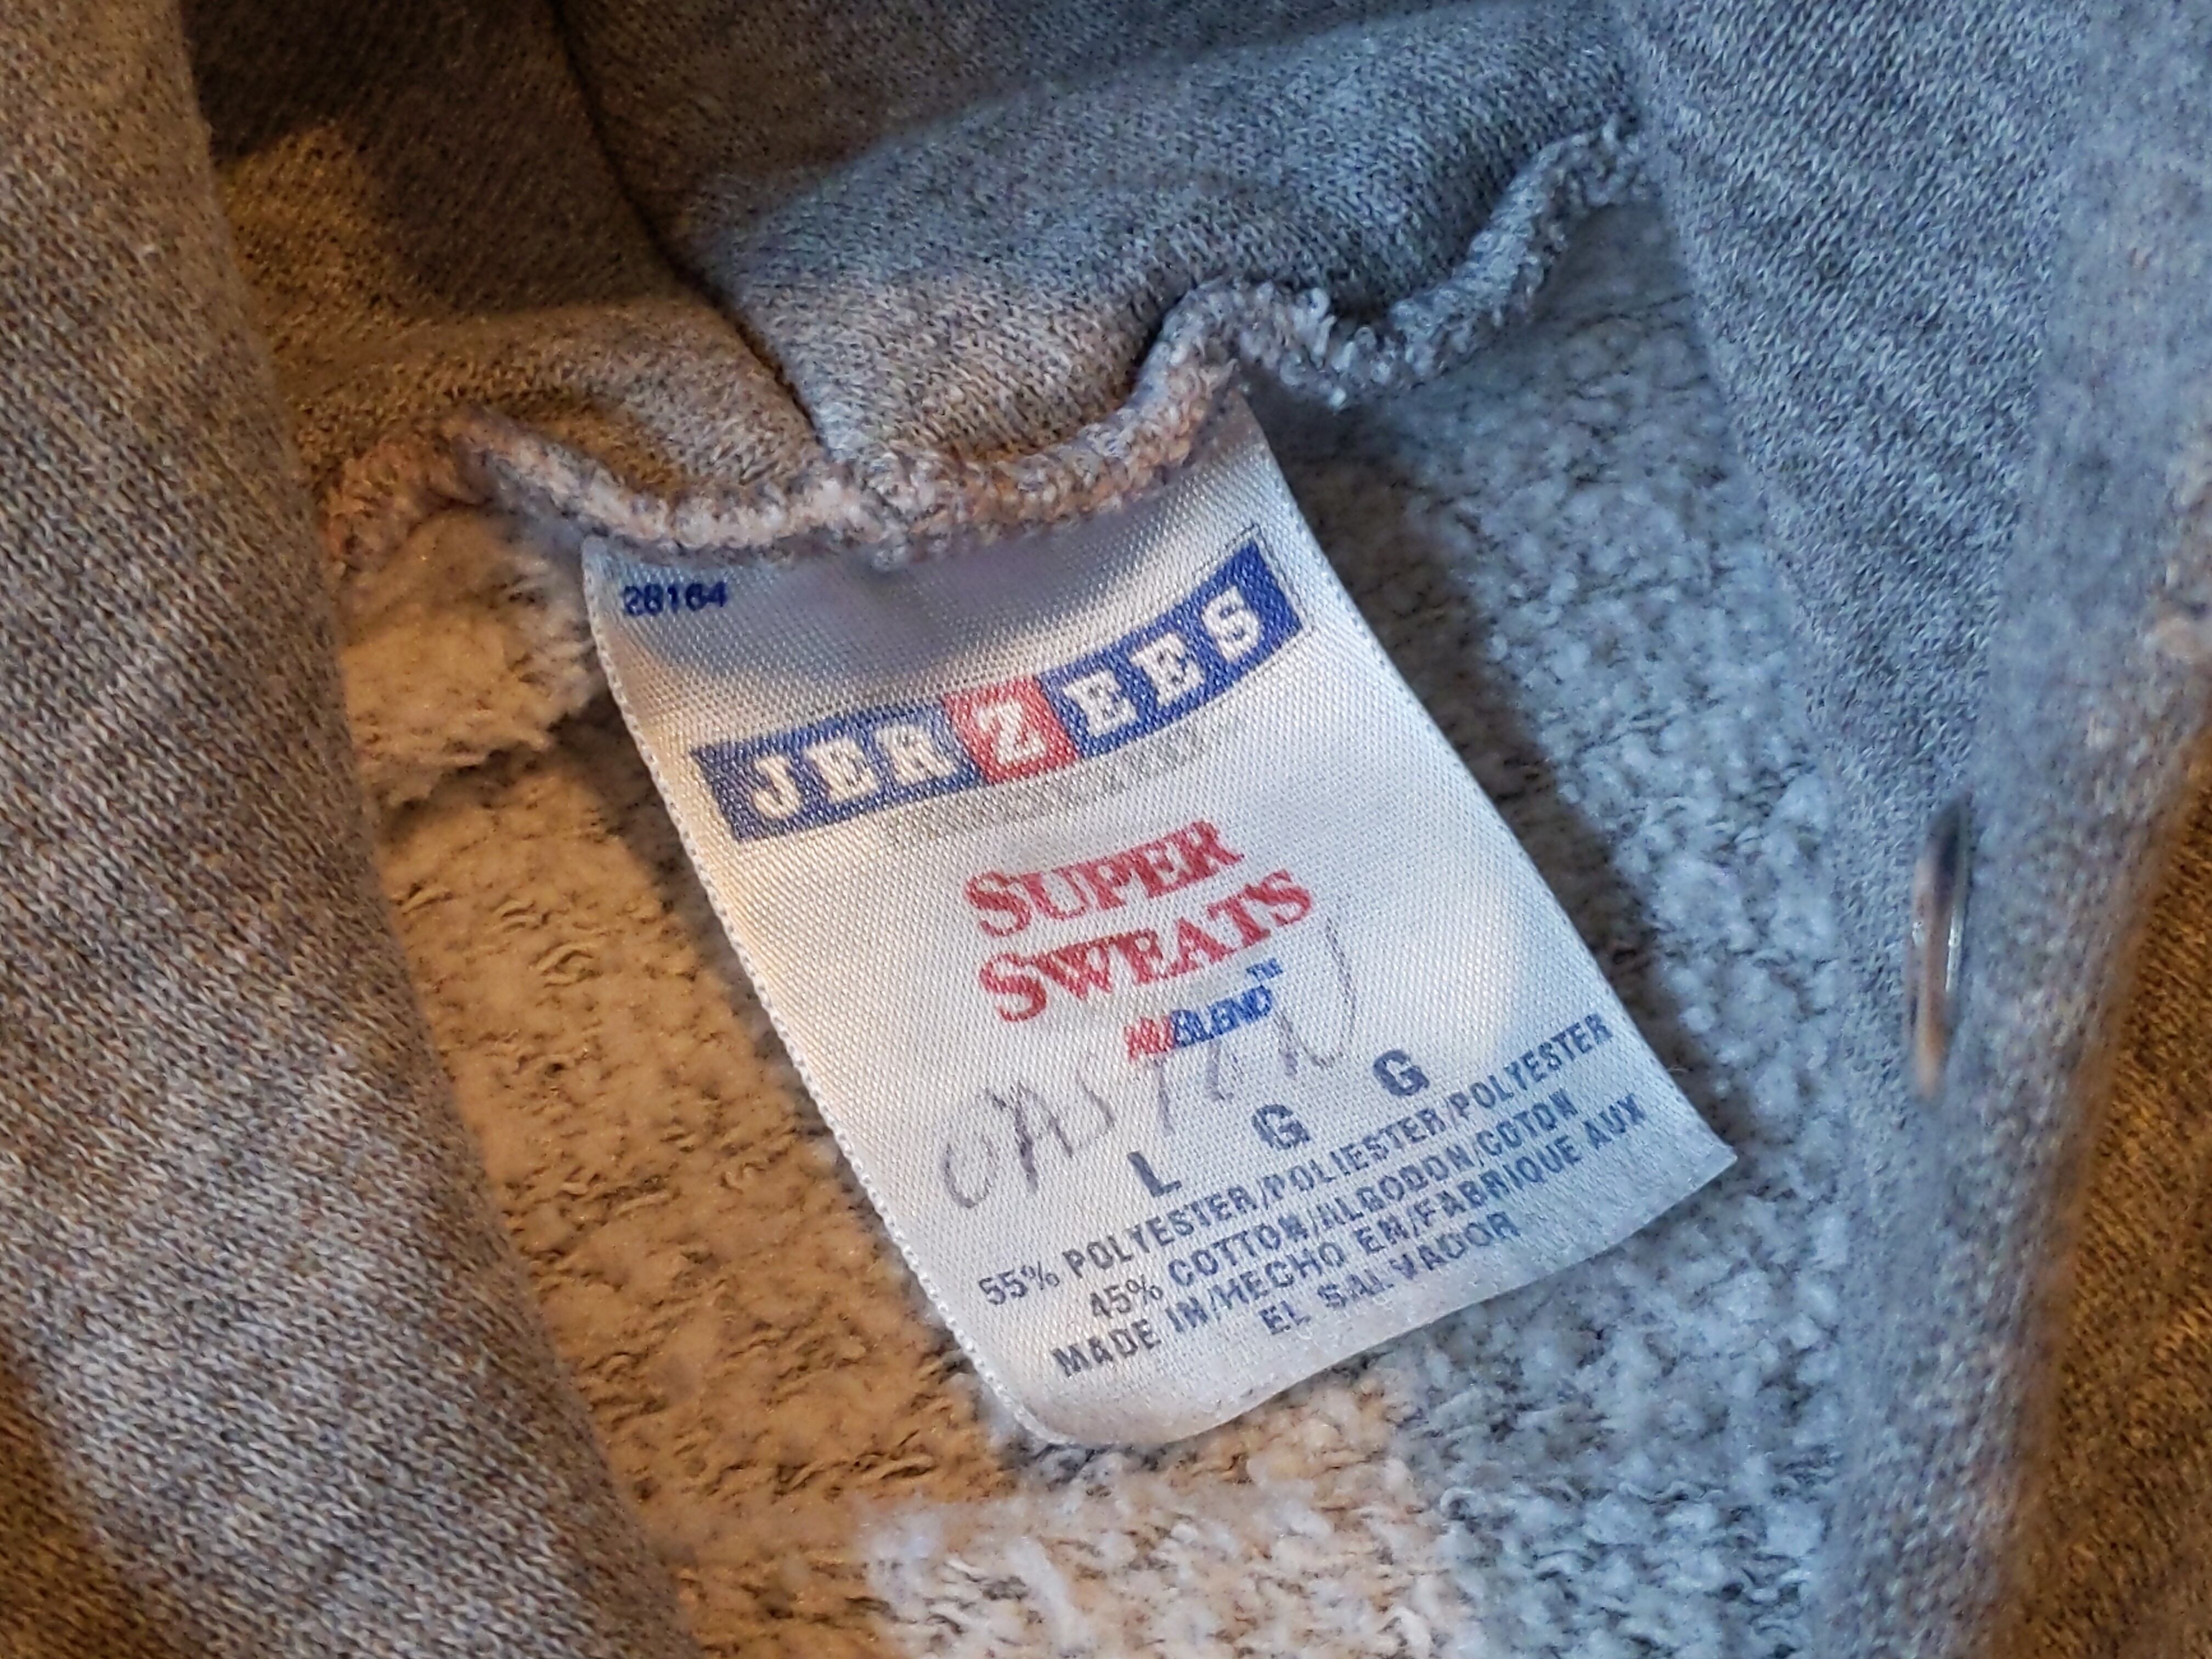 28164
JERZEES
SUPER
SWEATS
NuBLEND™
L G G
55% POLYESTER/POLIESTER/POLYESTER
45% COTTON/ALGODON/COTON
MADE IN/HECHO EN/FABRIQUE AUX
EL SALVADOR